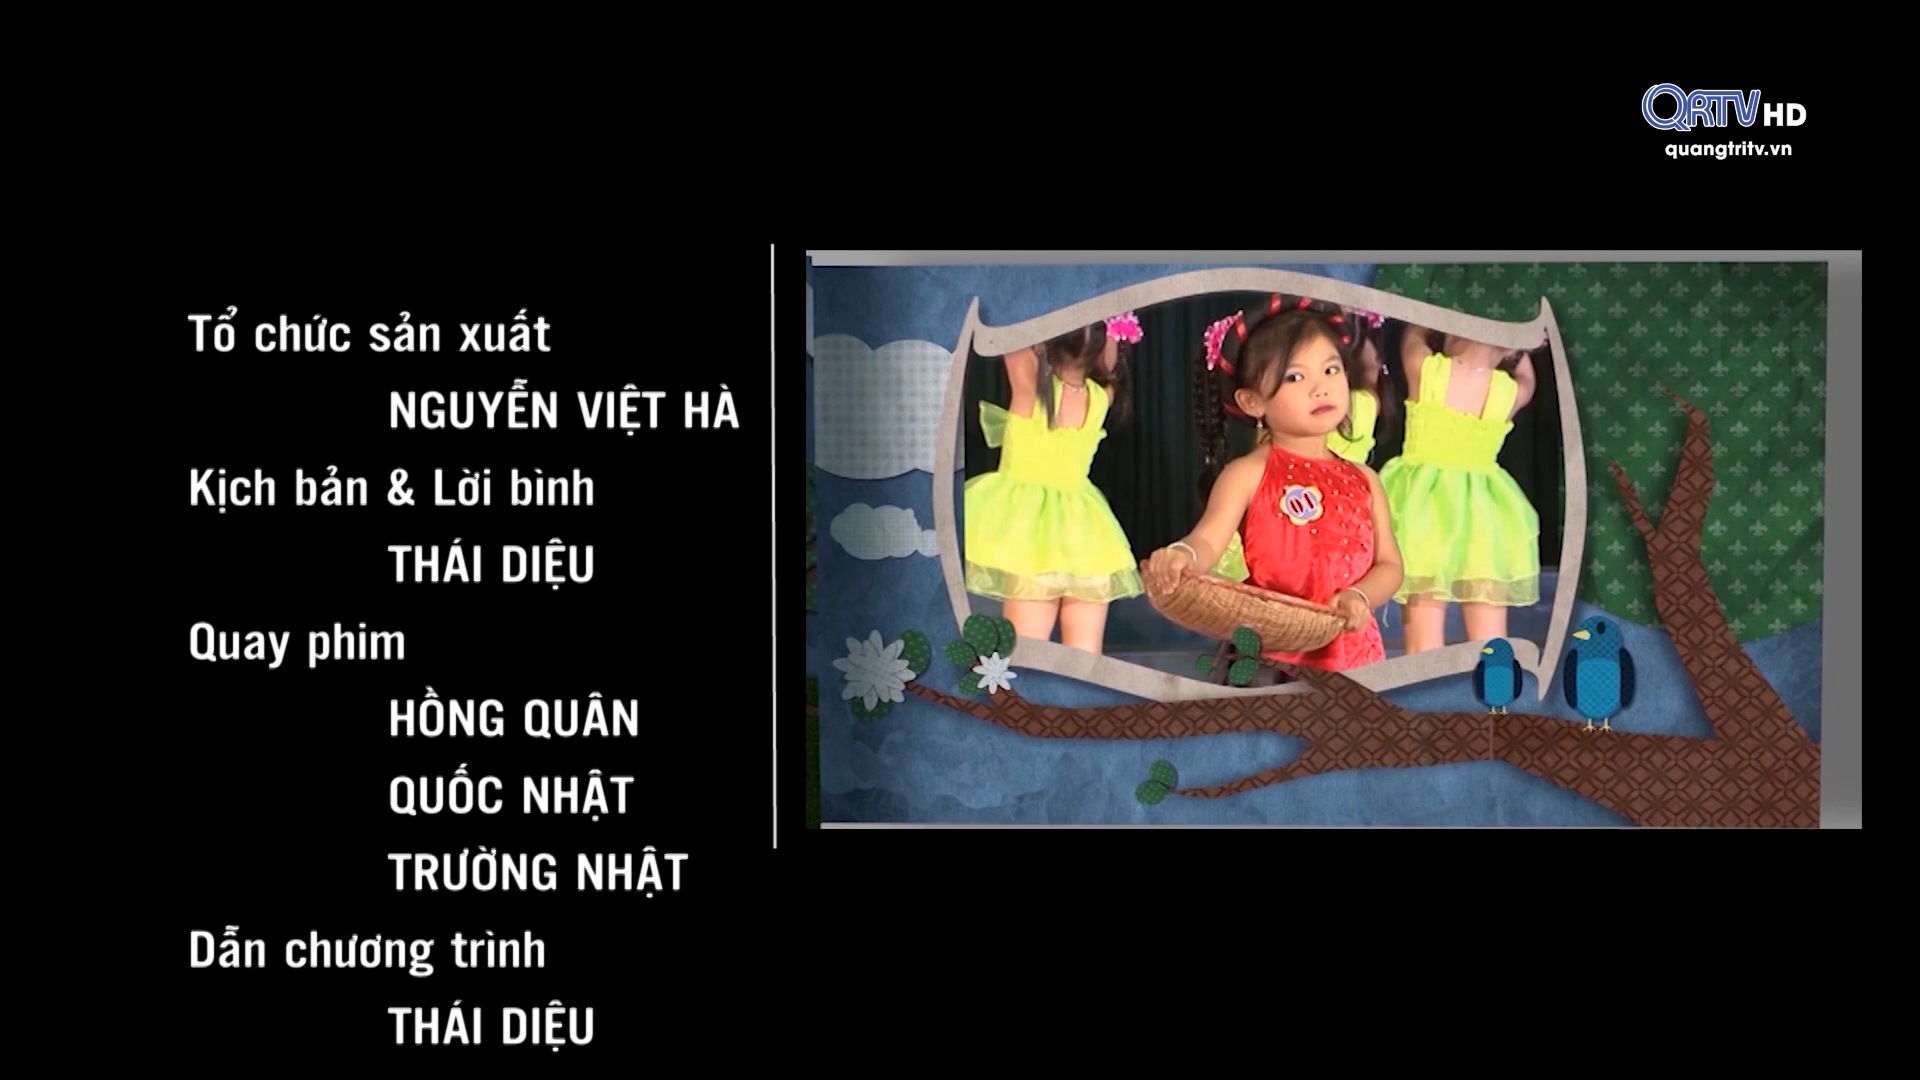 QRTV HD
quangtritv.vn
Tổ chức sản xuất
NGUYỄN VIỆT HÀ
Kịch bản & Lời bình
THÁI DIỆU
Quay phim
HỒNG QUÂN
QUỐC NHẬT
TRƯỜNG NHẬT
Dẫn chương trình
THÁI DIỆU
01